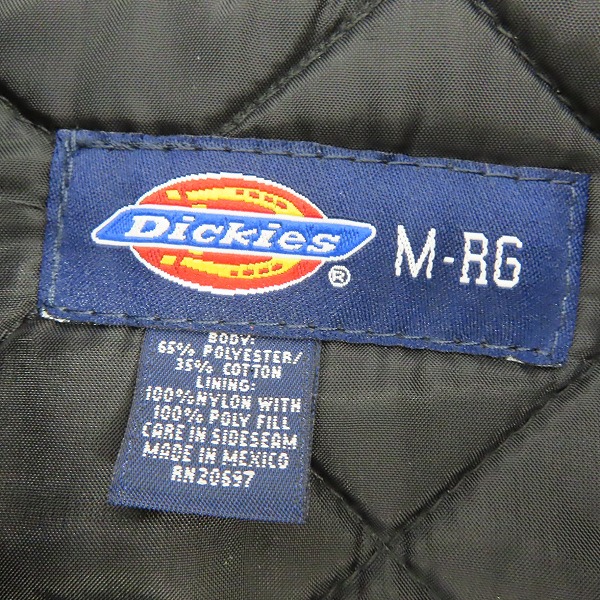 Dickies ® M-RG
BODY:
65% POLYESTER/
35% COTTON
LINING:
100%NYLON WITH
100% POLY FILL
CARE IN SIDESEAM
MADE IN MEXICO
RN20697